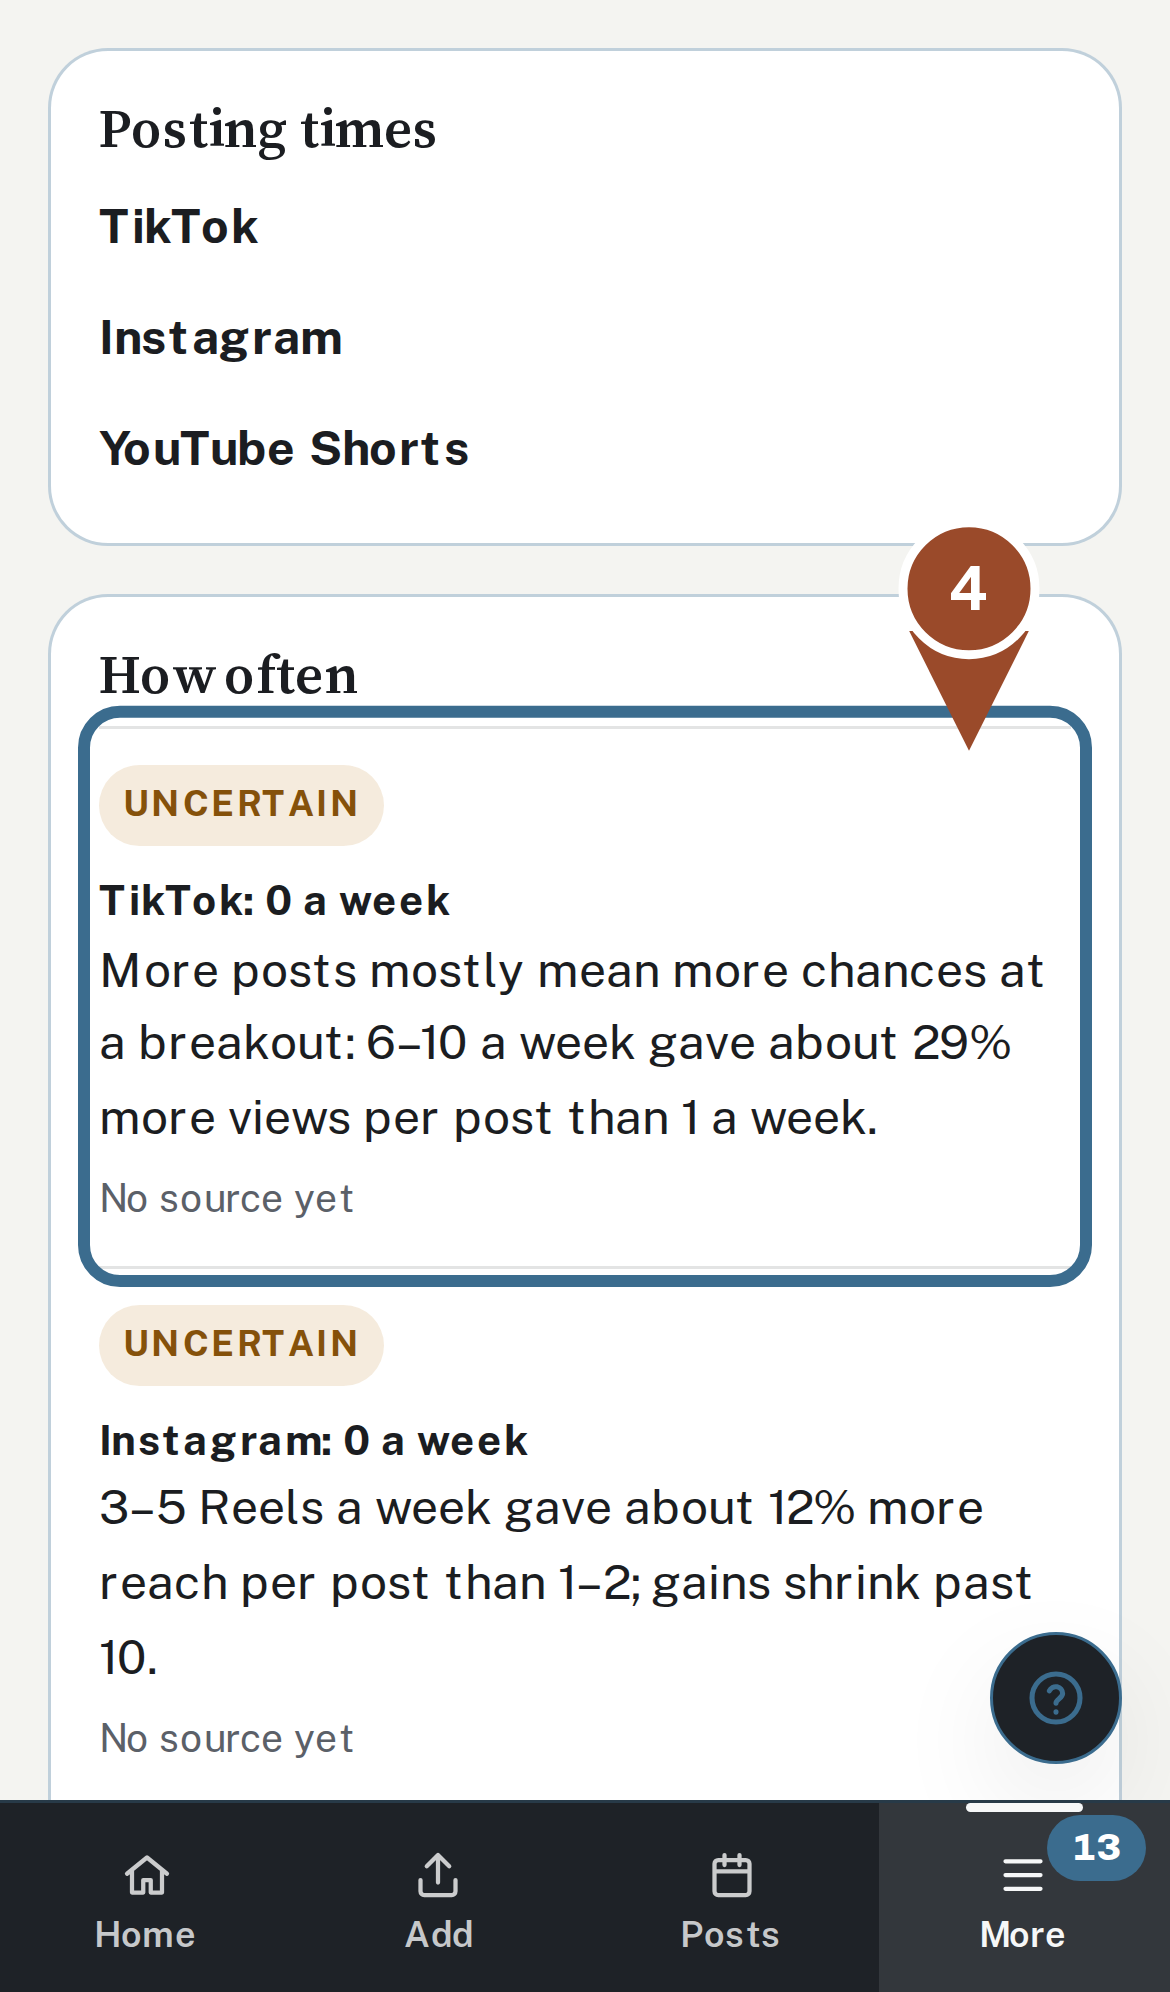 Posting times
TikTok
Instagram
YouTube Shorts
4
How often
UNCERTAIN
TikTok: 0 a week
More posts mostly mean more chances at
a breakout: 6–10 a week gave about 29%
more views per post than 1 a week.
No source yet
UNCERTAIN
Instagram: 0 a week
3–5 Reels a week gave about 12% more
reach per post than 1–2; gains shrink past
10.
No source yet
13
Home
Add
Posts
More